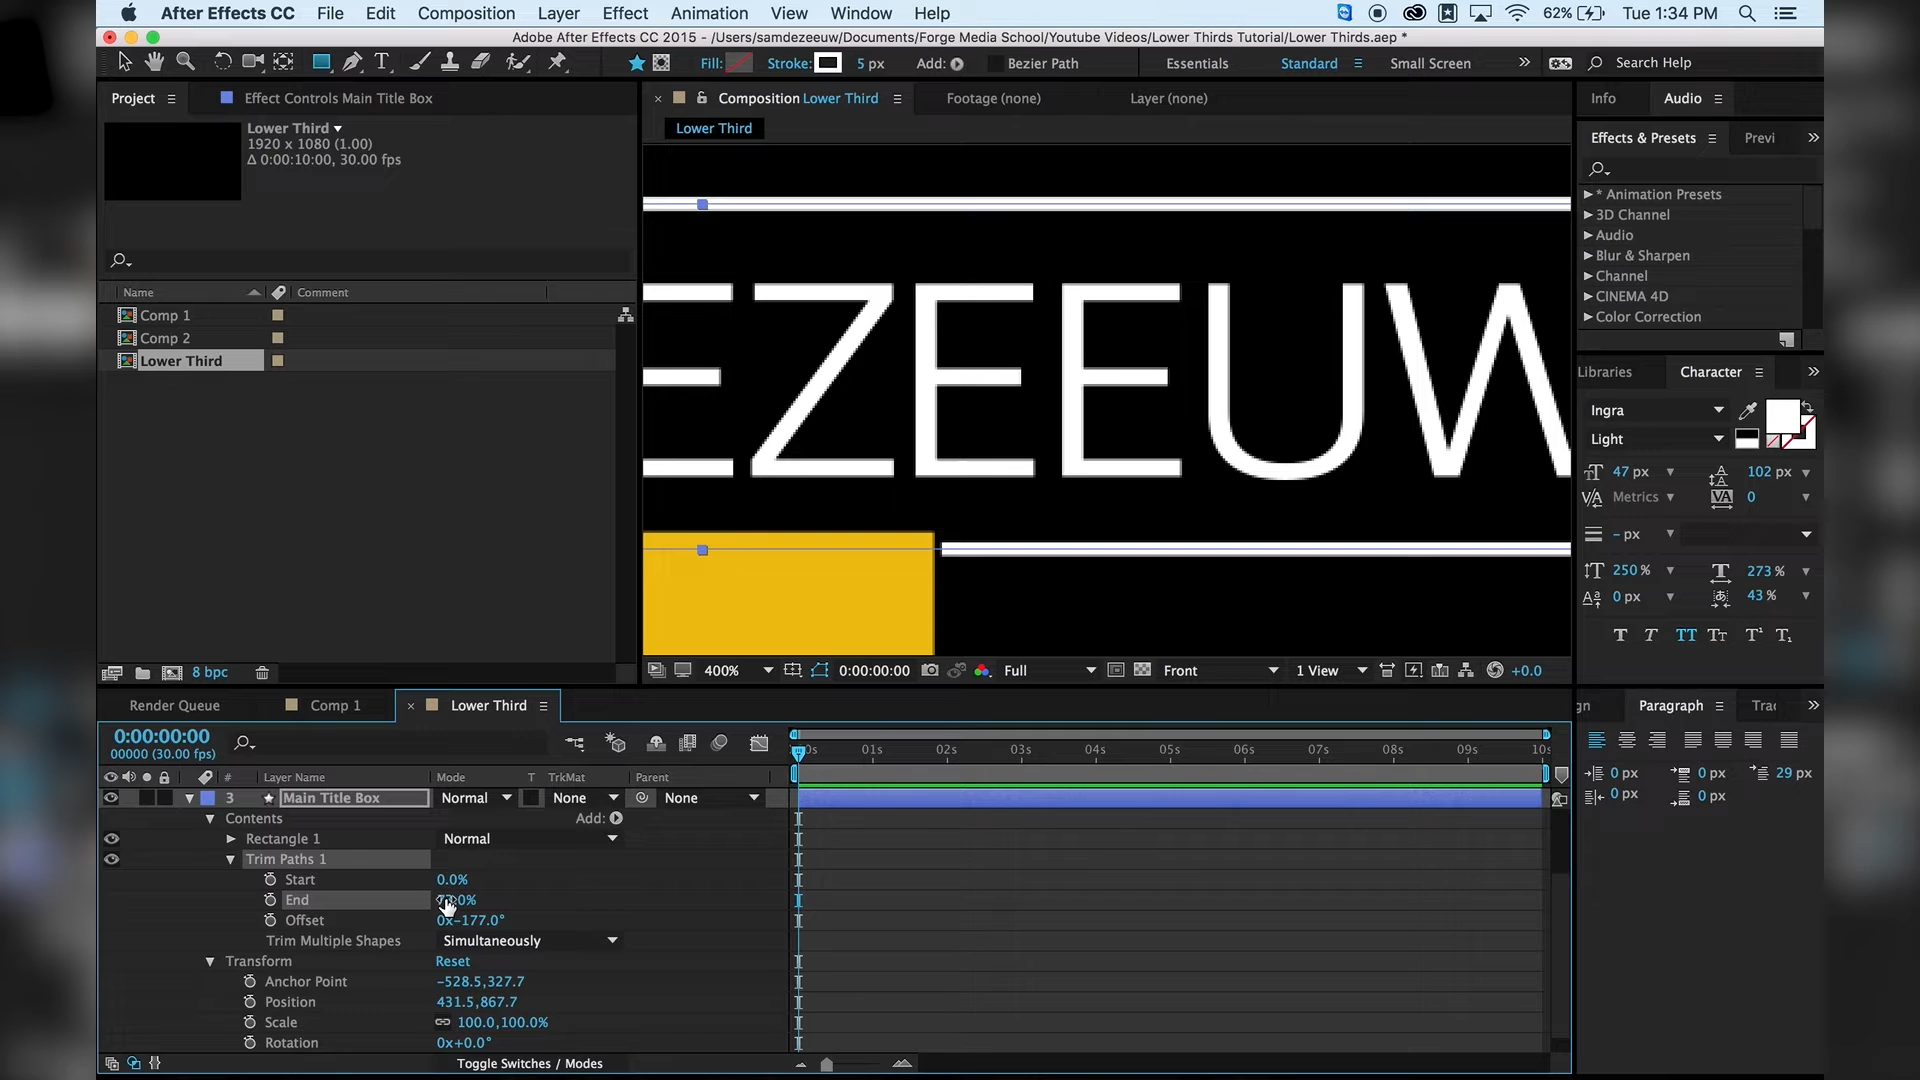 After Effects CC File Edit Composition Layer Effect Animation View Window Help 62% Tue 1:34 PM
Adobe After Effects CC 2015 - /Users/samdezeeuw/Documents/Forge Media School/Youtube Videos/Lower Thirds Tutorial/Lower Thirds.aep *
Fill: Stroke: 5 px Add: Bezier Path Essentials Standard Small Screen Search Help
Project Effect Controls Main Title Box
Composition Lower Third Footage (none) Layer (none)
Info Audio
Lower Third
1920 x 1080 (1.00)
Δ 0:00:10:00, 30.00 fps
Lower Third
Effects & Presets Previ
* Animation Presets
3D Channel
Audio
Blur & Sharpen
Channel
CINEMA 4D
Color Correction
Name Comment
Comp 1
Comp 2
Lower Third
EZEEUW
Libraries Character
Ingra
Light
47 px 102 px
Metrics 0
- px
250 % 273 %
0 px 43 %
T T TT Tt T¹ T₁
8 bpc
400% 0:00:00:00 Full Front 1 View +0.0
Render Queue Comp 1 Lower Third
gn Paragraph Trac
0 px 0 px 29 px
0 px 0 px
0:00:00:00
00000 (30.00 fps)
0s 01s 02s 03s 04s 05s 06s 07s 08s 09s 10s
# Layer Name Mode T TrkMat Parent
3 Main Title Box Normal None None
Contents Add:
Rectangle 1 Normal
Trim Paths 1
Start 0.0%
End
Offset 0x-177.0°
Trim Multiple Shapes Simultaneously
Transform Reset
Anchor Point -528.5,327.7
Position 431.5,867.7
Scale 100.0,100.0%
Rotation 0x+0.0°
Toggle Switches / Modes